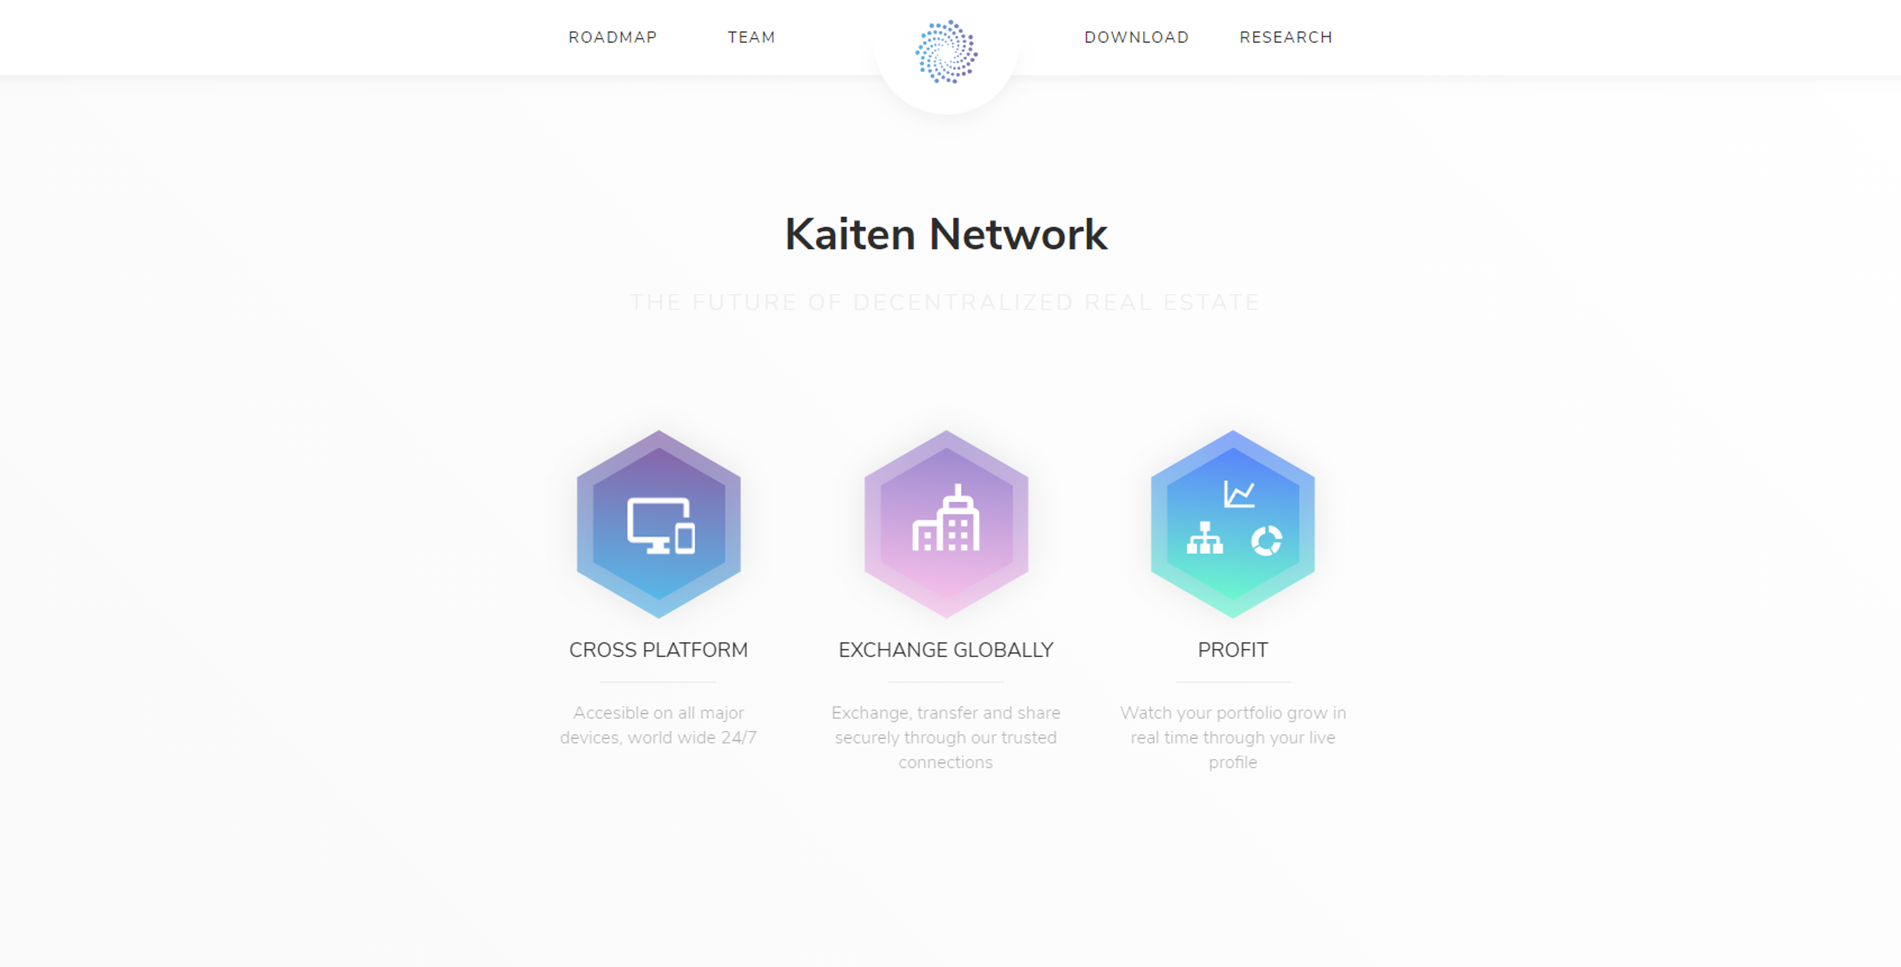 ROADMAP
TEAM
DOWNLOAD
RESEARCH
Kaiten Network
THE FUTURE OF DECENTRALIZED REAL ESTATE
CROSS PLATFORM
Accesible on all major
devices, world wide 24/7
EXCHANGE GLOBALLY
Exchange, transfer and share
securely through our trusted
connections
PROFIT
Watch your portfolio grow in
real time through your live
profile